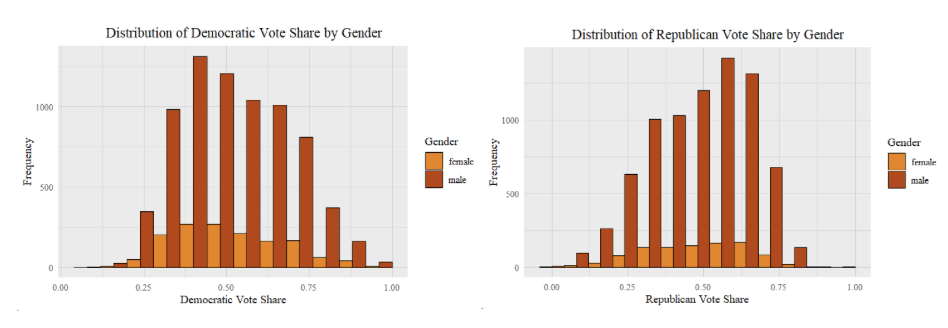 Distribution of Democratic Vote Share by Gender
1000
500
0
Frequency
0.00 0.25 0.50 0.75 1.00
Democratic Vote Share
Gender
female
male
Distribution of Republican Vote Share by Gender
1000
500
0
Frequency
0.00 0.25 0.50 0.75 1.00
Republican Vote Share
Gender
female
male